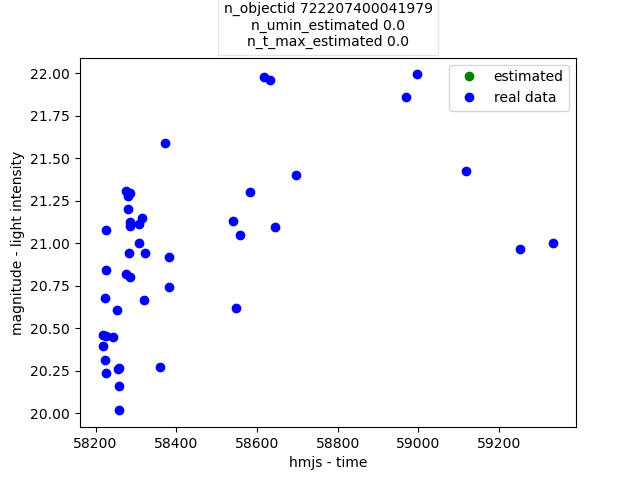 n_objectid 722207400041979
n_umin_estimated 0.0
n_t_max_estimated 0.0
22.00
21.75
21.50
21.25
21.00
20.75
20.50
20.25
20.00
magnitude - light intensity
estimated
real data
58200
58400
58600
58800
59000
59200
hmjs - time